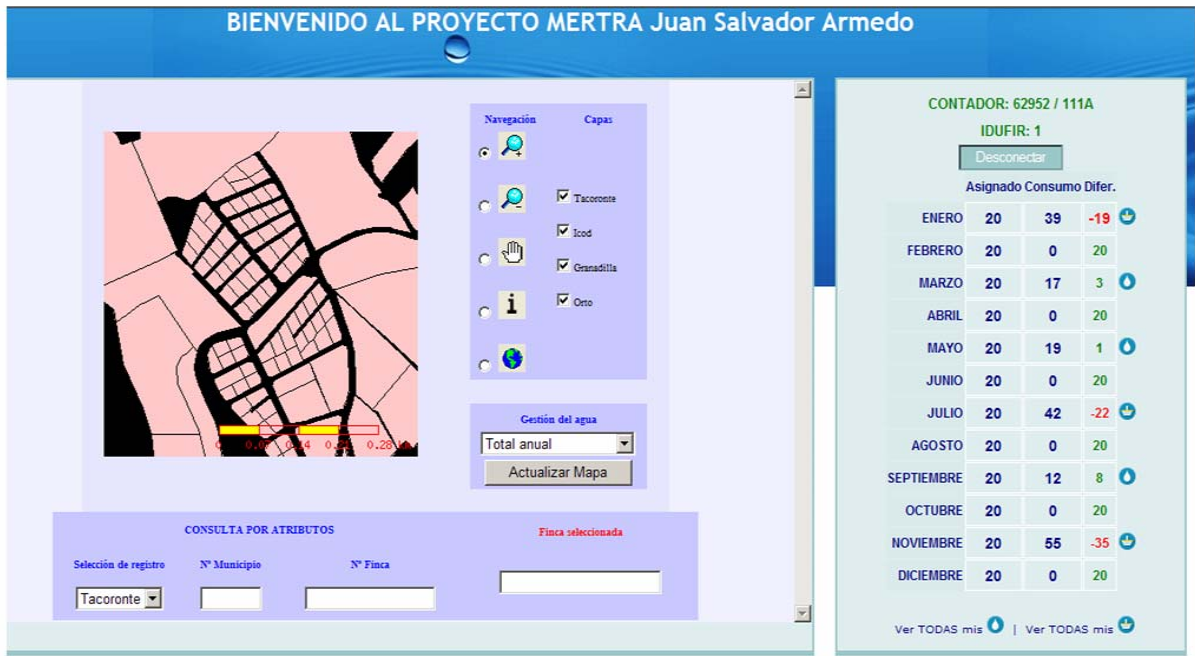 BIENVENIDO AL PROYECTO MERTRA Juan Salvador Armedo
Navegación Capas
Tacoronte
Icod
Granadilla
Orto
0.28
Gestión del agua
Total anual
Actualizar Mapa
CONSULTA POR ATRIBUTOS
Finca seleccionada
Selección de registro Nº Municipio Nº Finca
Tacoronte
CONTADOR: 62952 / 111A
IDUFIR: 1
Desconectar
Asignado Consumo Difer.
ENERO 20 39 -19
FEBRERO 20 0 20
MARZO 20 17 3
ABRIL 20 0 20
MAYO 20 19 1
JUNIO 20 0 20
JULIO 20 42 -22
AGOSTO 20 0 20
SEPTIEMBRE 20 12 8
OCTUBRE 20 0 20
NOVIEMBRE 20 55 -35
DICIEMBRE 20 0 20
Ver TODAS mis | Ver TODAS mis